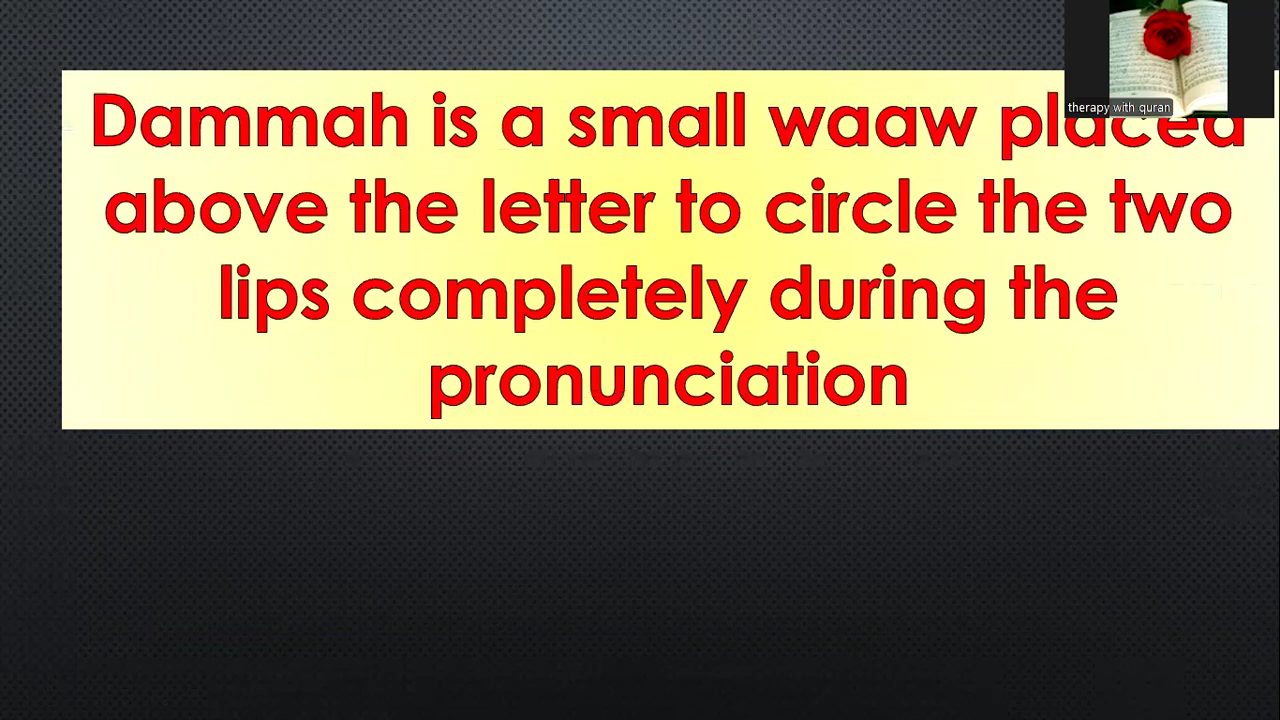 Dammah is a small waaw placed
above the letter to circle the two
lips completely during the
pronunciation
therapy with quran